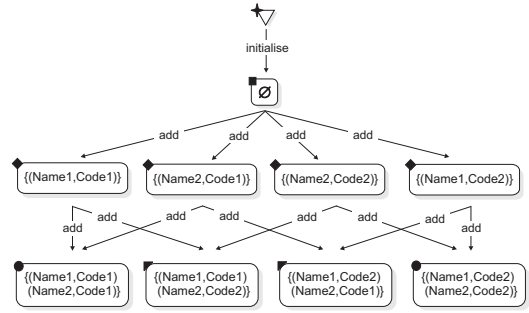 initialise
∅
add add add add
{(Name1,Code1)} {(Name2,Code1)} {(Name2,Code2)} {(Name1,Code2)}
add add add add add add add add
{(Name1,Code1) {(Name1,Code1) {(Name1,Code2) {(Name1,Code2)
(Name2,Code1)} (Name2,Code2)} (Name2,Code1)} (Name2,Code2)}